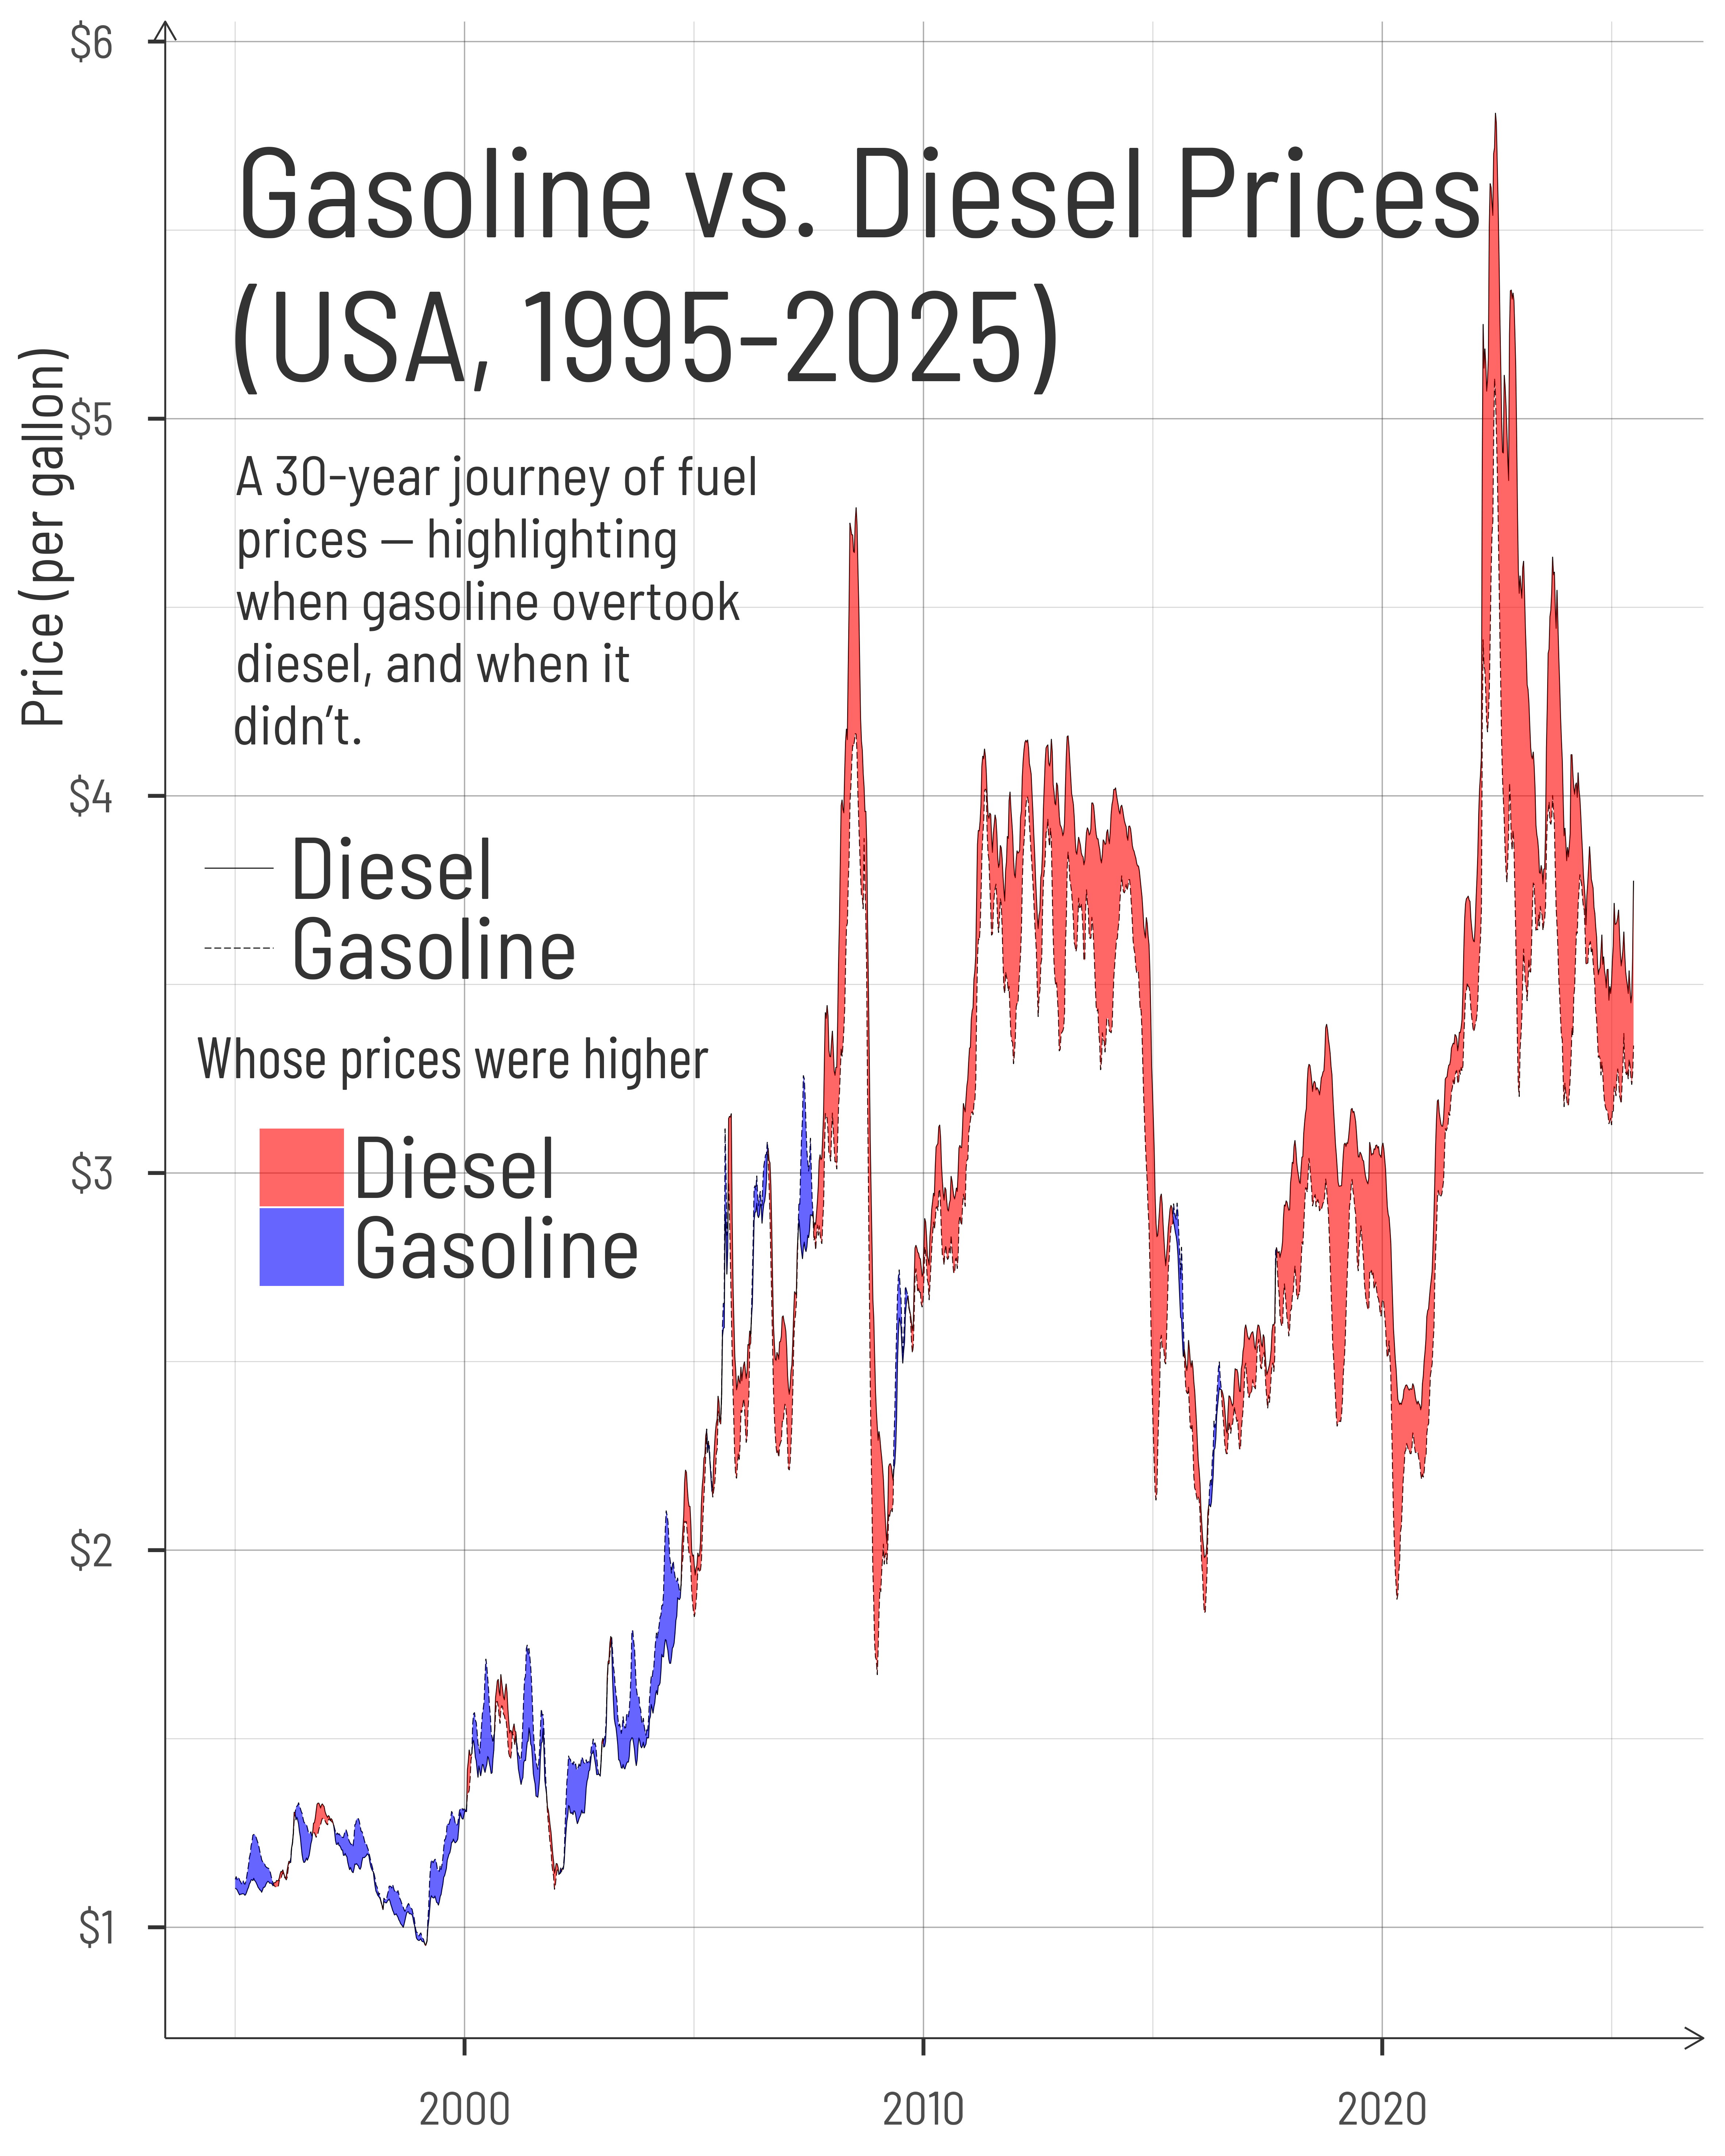 Gasoline vs. Diesel Prices
(USA, 1995-2025)
A 30-year journey of fuel
prices — highlighting
when gasoline overtook
diesel, and when it
didn’t.
Diesel
Gasoline
Whose prices were higher
Diesel
Gasoline
Price (per gallon)
$6
$5
$4
$3
$2
$1
2000
2010
2020